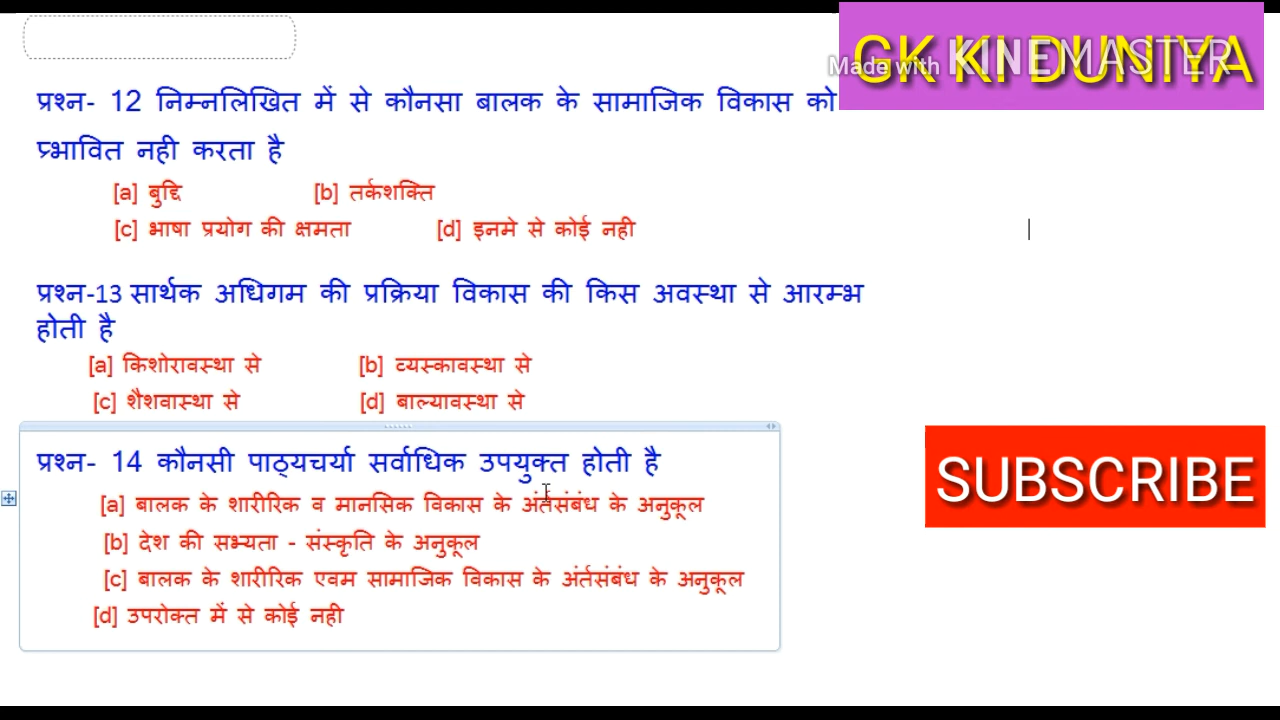 GK KI DUNIYA
Made with KINEMASTER
प्रश्न- 12 निम्नलिखित में से कौनसा बालक के सामाजिक विकास को
प्र्भावित नही करता है
[a] बुद्दि [b] तर्कशक्ति
[c] भाषा प्रयोग की क्षमता [d] इनमे से कोई नही
प्रश्न-13 सार्थक अधिगम की प्रक्रिया विकास की किस अवस्था से आरम्भ
होती है
[a] किशोरावस्था से [b] व्यस्कावस्था से
[c] शैशवास्था से [d] बाल्यावस्था से
प्रश्न- 14 कौनसी पाठ्यचर्या सर्वाधिक उपयुक्त होती है
[a] बालक के शारीरिक व मानसिक विकास के अंतंसंबंध के अनुकूल
[b] देश की सभ्यता - संस्कृति के अनुकूल
[c] बालक के शारीरिक एवम सामाजिक विकास के अंर्तसंबंध के अनुकूल
[d] उपरोक्त में से कोई नही
SUBSCRIBE